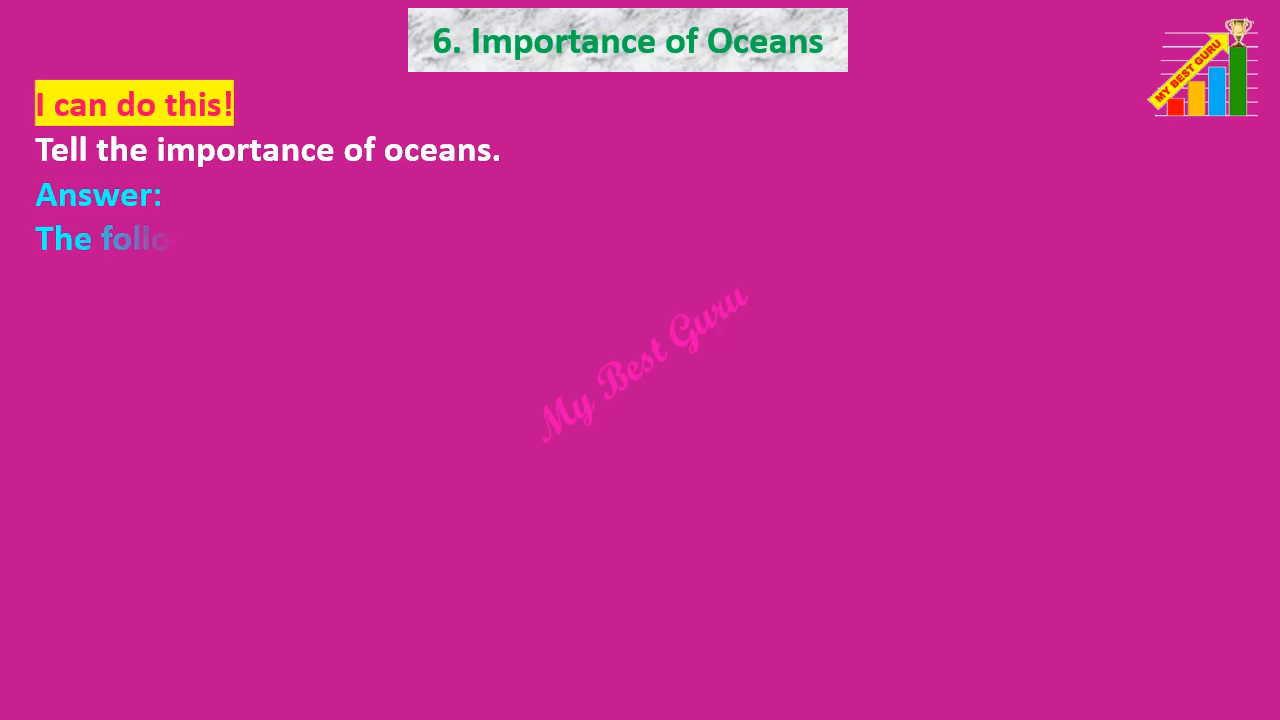 6. Importance of Oceans
MY BEST GURU
I can do this!
Tell the importance of oceans.
Answer:
The follo
My Best Guru